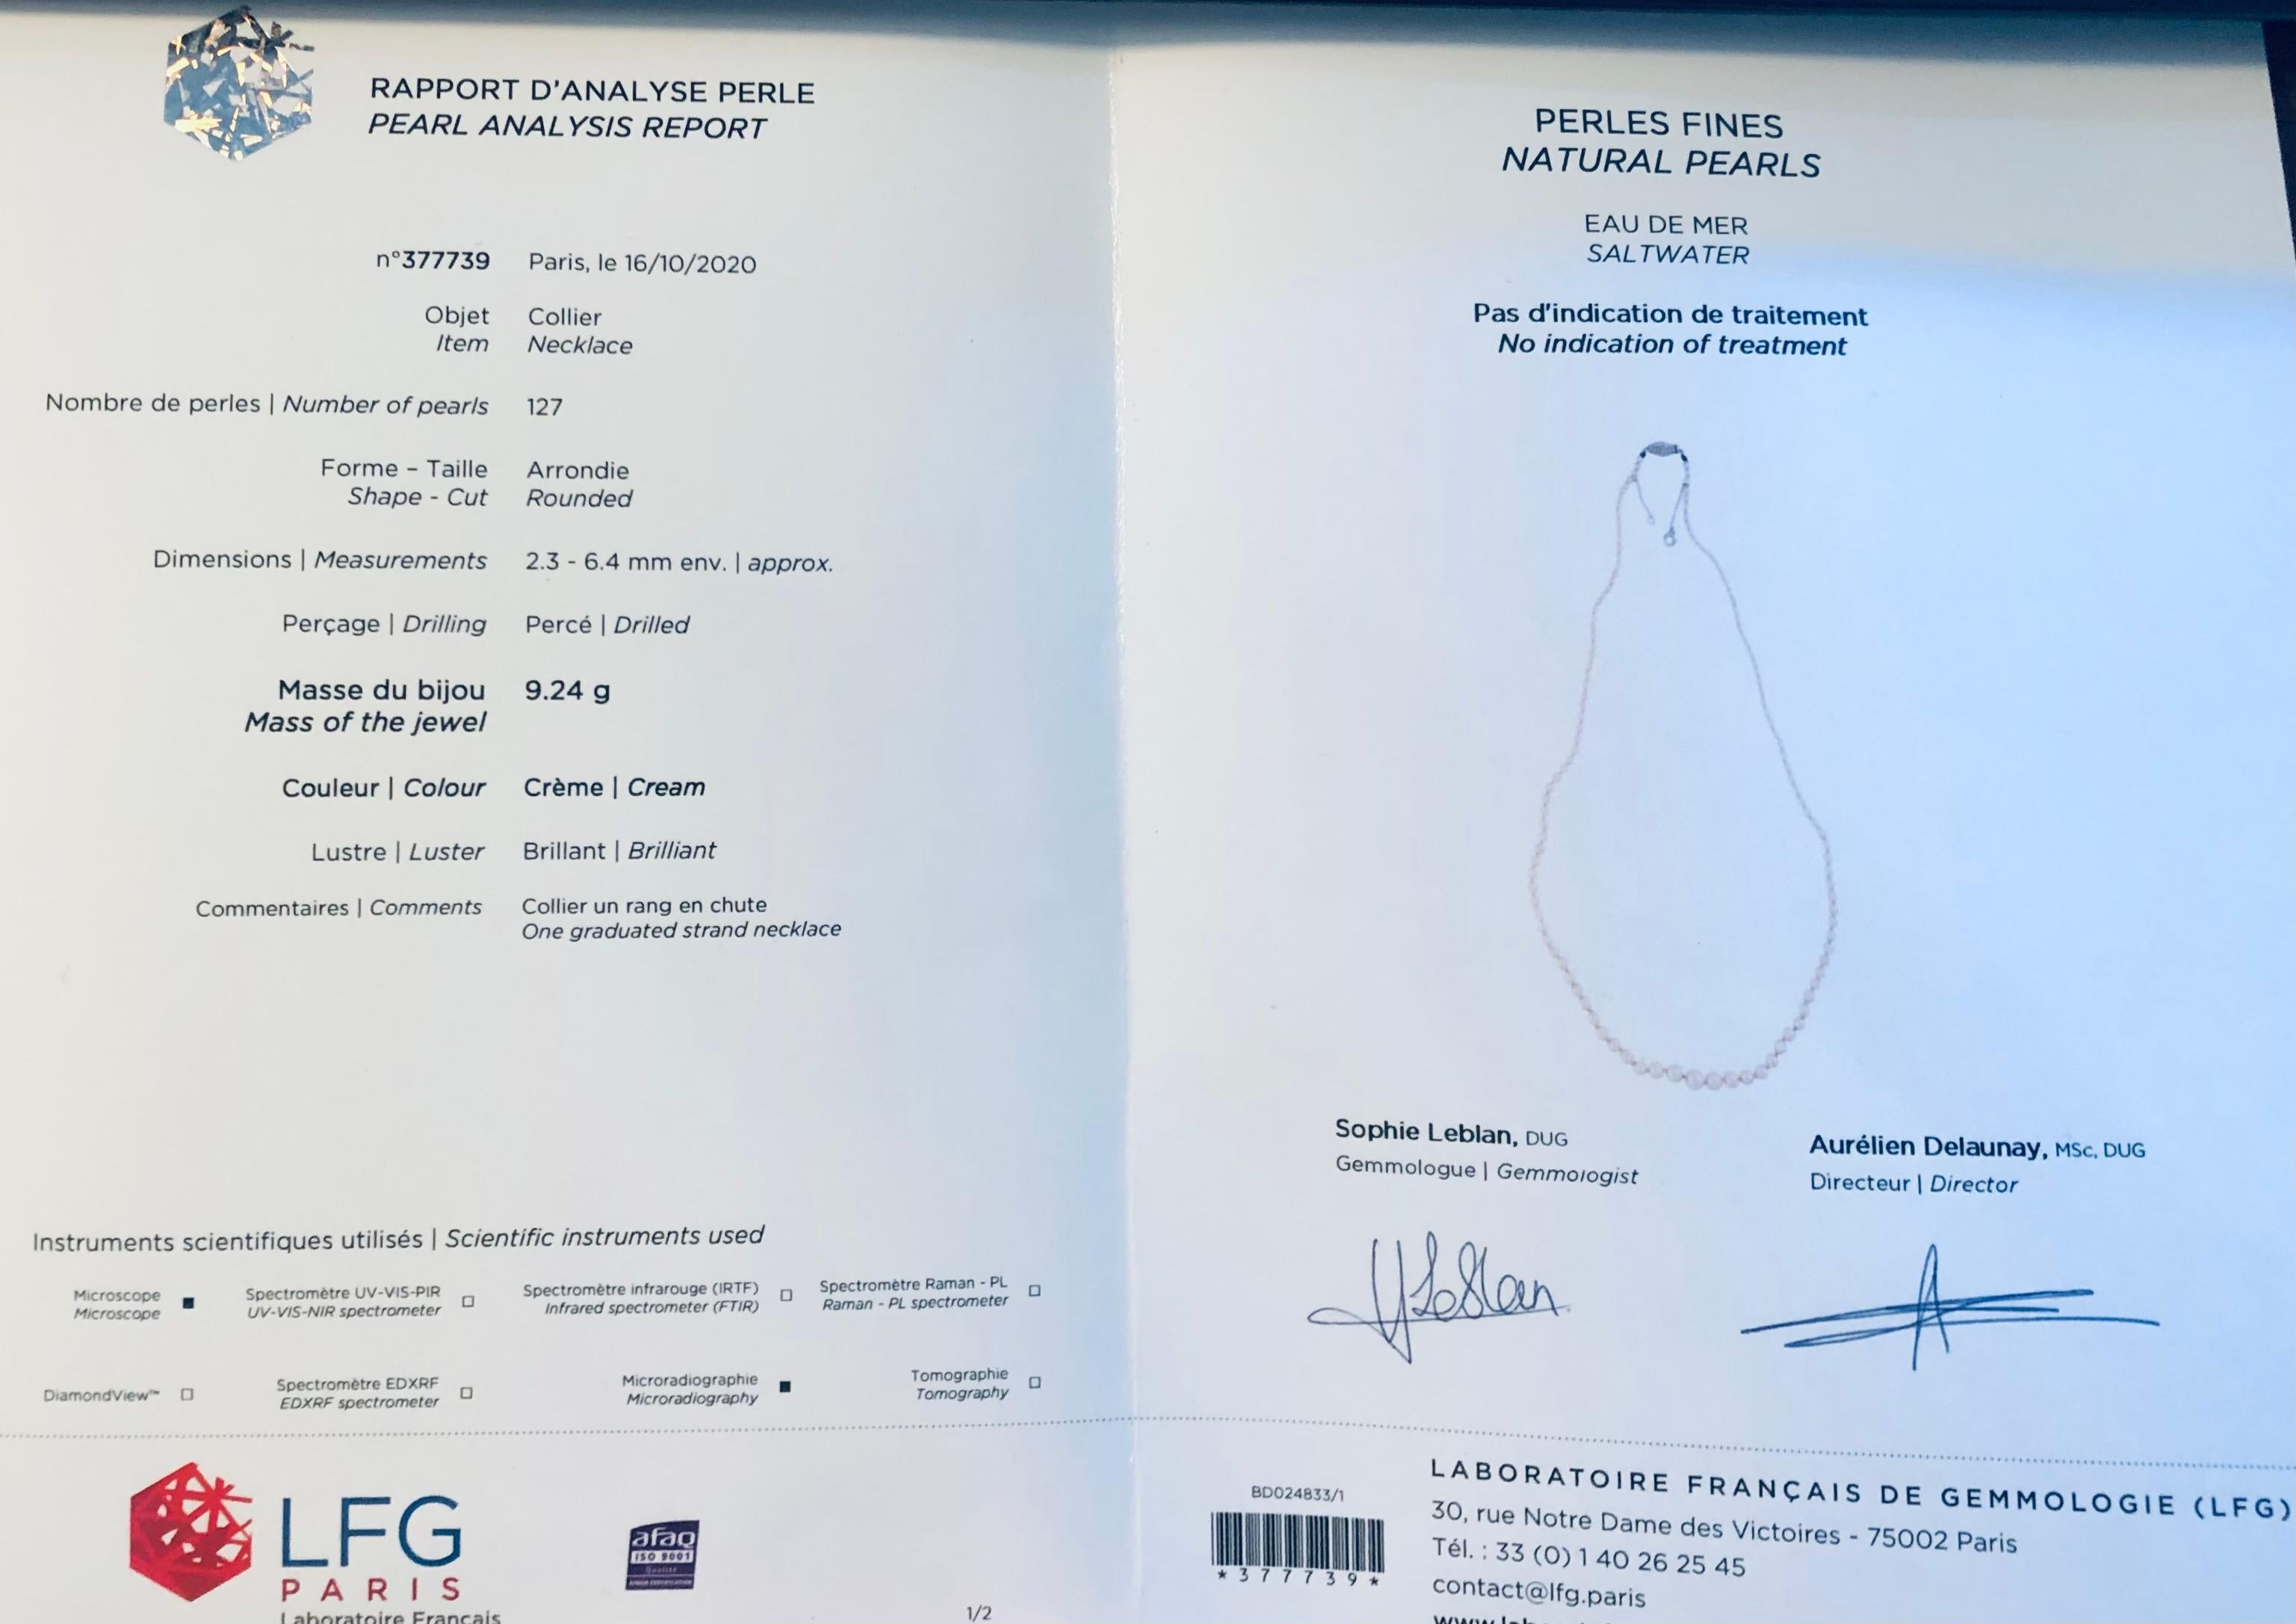 RAPPORT D'ANALYSE PERLE
PEARL ANALYSIS REPORT
n°377739 Paris, le 16/10/2020
Objet Collier
Item Necklace
Nombre de perles | Number of pearls 127
Forme – Taille Arrondie
Shape - Cut Rounded
Dimensions | Measurements 2.3 - 6.4 mm env. | approx.
Perçage | Drilling Percé | Drilled
Masse du bijou 9.24 g
Mass of the jewel
Couleur | Colour Crème | Cream
Lustre | Luster Brillant | Brilliant
Commentaires | Comments Collier un rang en chute
One graduated strand necklace
Instruments scientifiques utilisés | Scientific instruments used
Microscope
Microscope
Spectromètre UV-VIS-PIR
UV-VIS-NIR spectrometer
Spectromètre infrarouge (IRTF)
Infrared spectrometer (FTIR)
Spectromètre Raman - PL
Raman - PL spectrometer
DiamondView™
Spectromètre EDXRF
EDXRF spectrometer
Microradiographie
Microradiography
Tomographie
Tomography
LFG
PARIS
Laboratoire Français
afaq
ISO 9001
Qualité
1/2
PERLES FINES
NATURAL PEARLS
EAU DE MER
SALTWATER
Pas d'indication de traitement
No indication of treatment
Sophie Leblan, DUG
Gemmologue | Gemmologist
Aurélien Delaunay, MSc, DUG
Directeur | Director
Leblan
BD024833/1
*377739*
LABORATOIRE FRANÇAIS DE GEMMOLOGIE (LFG)
30, rue Notre Dame des Victoires - 75002 Paris
Tél. : 33 (0) 1 40 26 25 45
contact@lfg.paris